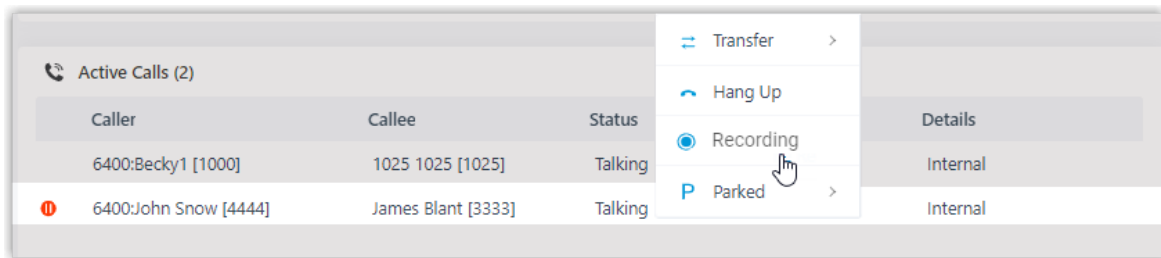 Transfer
Active Calls (2)
Hang Up
Caller Callee Status Details
Recording
6400:Becky1 [1000] 1025 1025 [1025] Talking Internal
P Parked
6400:John Snow [4444] James Blant [3333] Talking Internal